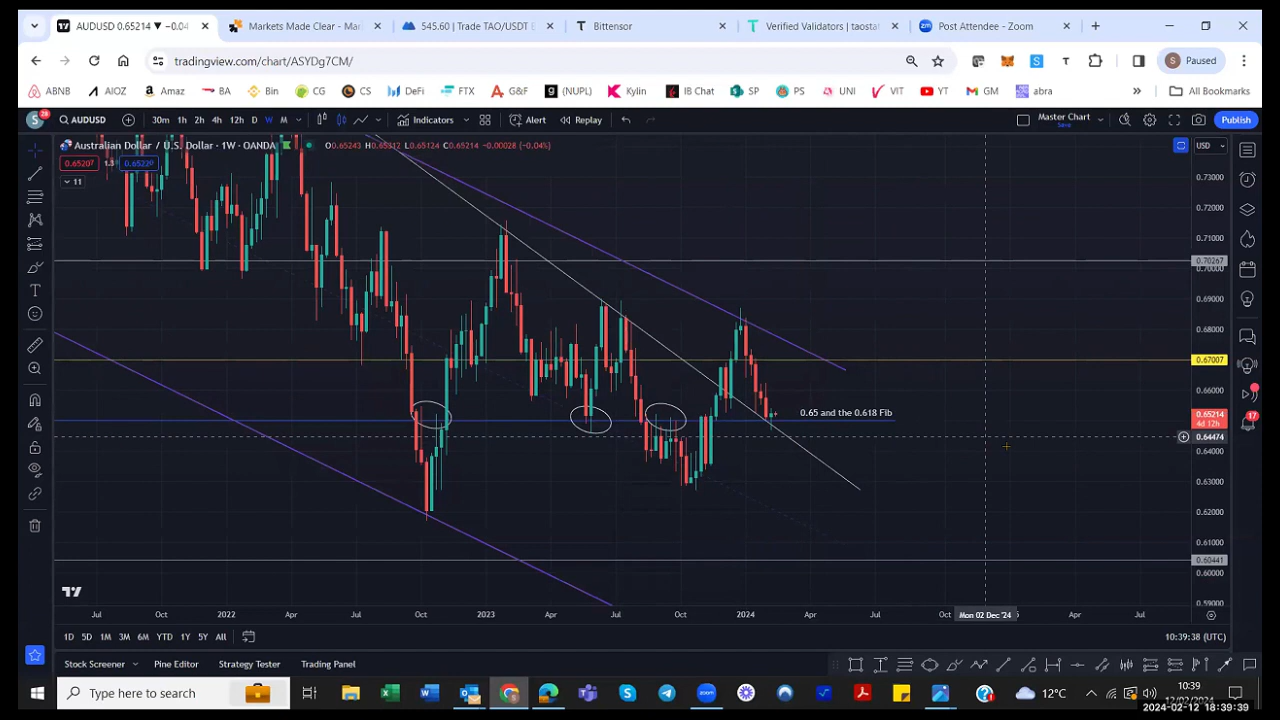 AUDUSD 0.65214 ▼ −0.04
Markets Made Clear - Mar
545.60 | Trade TAO/USDT E
Bittensor
Verified Validators | taostat
Post Attendee - Zoom
tradingview.com/chart/ASYDg7CM/
Paused
ABNB
AIOZ
Amaz
BA
Bin
CG
CS
DeFi
FTX
G&F
(NUPL)
Kylin
IB Chat
SP
PS
UNI
VIT
YT
GM
abra
All Bookmarks
AUDUSD
30m 1h 2h 4h 12h D W M
Indicators
Alert
Replay
Master Chart
Save
Publish
Australian Dollar / U.S. Dollar · 1W · OANDA
O0.65243 H0.65312 L0.65124 C0.65214 −0.00028 (−0.04%)
USD
0.65207 1.3 0.65220
11
0.73000
0.72000
0.71000
0.70267
0.70000
0.69000
0.68000
0.67007
0.66000
0.65 and the 0.618 Fib
0.65214
4d 12h
0.64474
0.64000
0.63000
0.62000
0.61000
0.60441
0.60000
0.59000
Jul Oct 2022 Apr Jul Oct 2023 Apr Jul Oct 2024 Apr Jul Oct Mon 02 Dec '24 Apr Jul
1D 5D 1M 3M 6M YTD 1Y 5Y All
10:39:38 (UTC)
Stock Screener Pine Editor Strategy Tester Trading Panel
Type here to search
12°C
10:39
2024-02-12 18:39:39